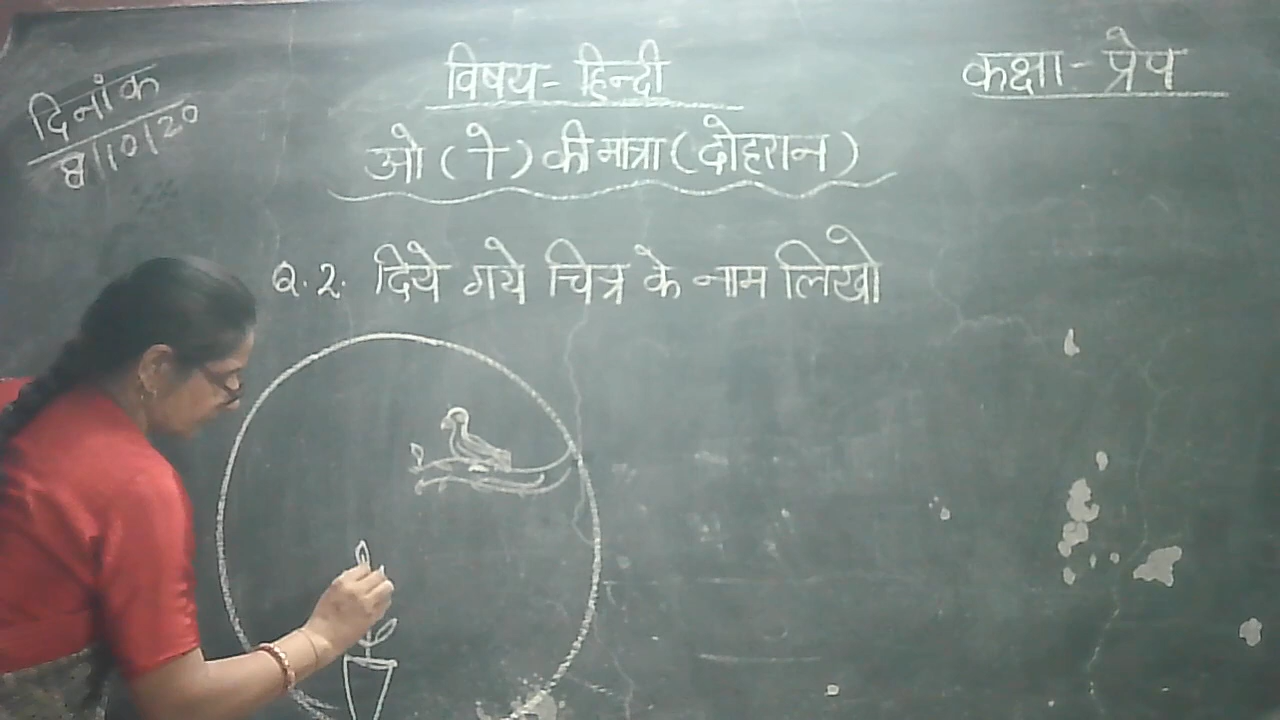 दिनांक
8/10/20
विषय - हिन्दी
कक्षा - प्रेप
ओ ( ो ) की मात्रा ( दोहरान )
Q.2. दिये गये चित्र के नाम लिखो